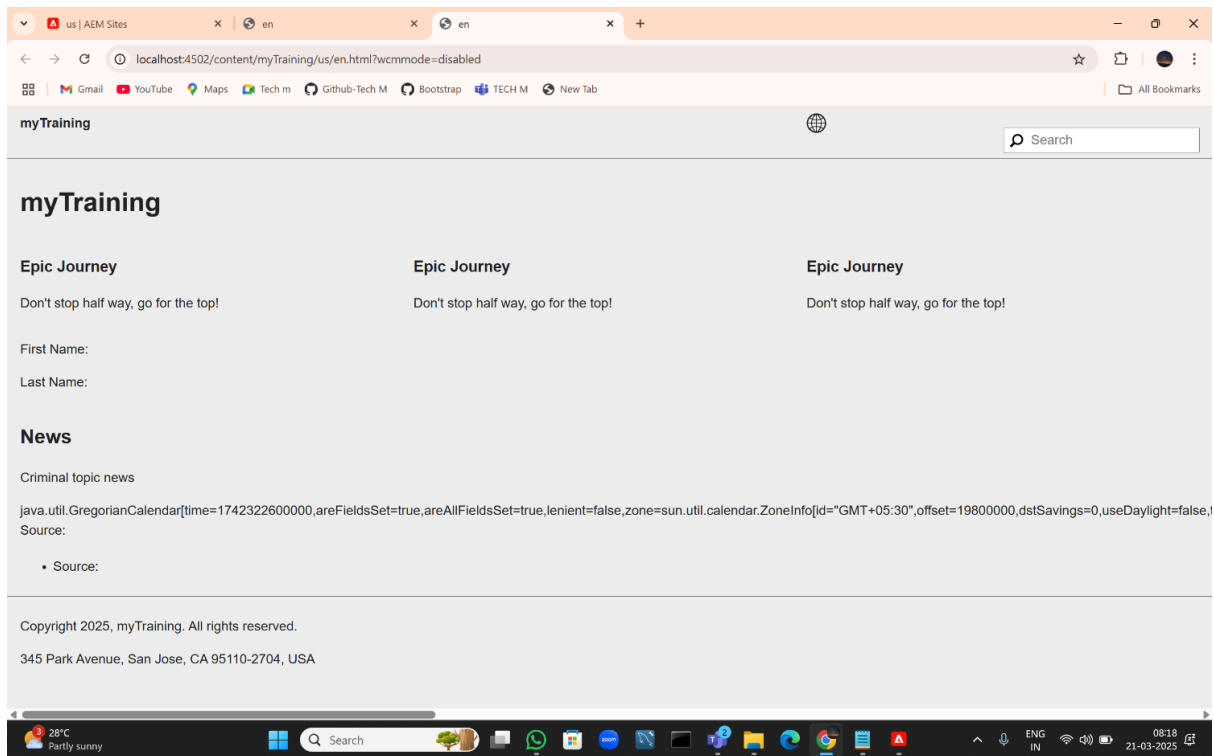 us | AEM Sites
en
en
localhost:4502/content/myTraining/us/en.html?wcmmode=disabled
Gmail
YouTube
Maps
Tech m
Github-Tech M
Bootstrap
TECH M
New Tab
All Bookmarks
myTraining
Search
myTraining
Epic Journey
Epic Journey
Epic Journey
Don't stop half way, go for the top!
Don't stop half way, go for the top!
Don't stop half way, go for the top!
First Name:
Last Name:
News
Criminal topic news
java.util.GregorianCalendar[time=1742322600000,areFieldsSet=true,areAllFieldsSet=true,lenient=false,zone=sun.util.calendar.ZoneInfo[id="GMT+05:30",offset=19800000,dstSavings=0,useDaylight=false,
Source:
• Source:
Copyright 2025, myTraining. All rights reserved.
345 Park Avenue, San Jose, CA 95110-2704, USA
3
28°C
Partly sunny
Search
zoom
2
ENG
IN
08:18
21-03-2025